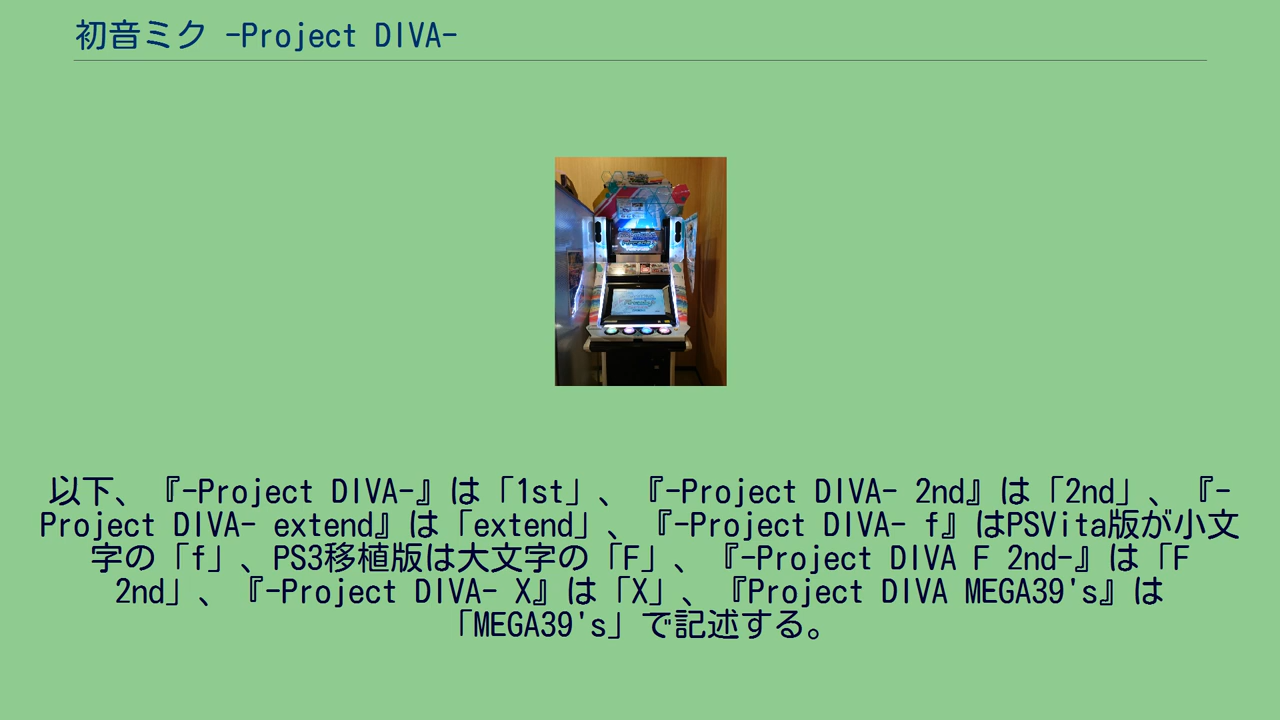 初音ミク -Project DIVA-
以下、『-Project DIVA-』は「1st」、『-Project DIVA- 2nd』は「2nd」、『-
Project DIVA- extend』は「extend」、『-Project DIVA- f』はPSVita版が小文
字の「f」、PS3移植版は大文字の「F」、『-Project DIVA F 2nd-』は「F
2nd」、『-Project DIVA- X』は「X」、『Project DIVA MEGA39's』は
「MEGA39's」で記述する。